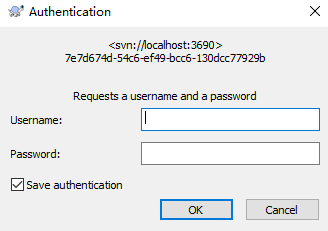 Authentication
<svn://localhost:3690>
7e7d674d-54c6-ef49-bcc6-130dcc77929b
Requests a username and a password
Username:
Password:
Save authentication
OK
Cancel